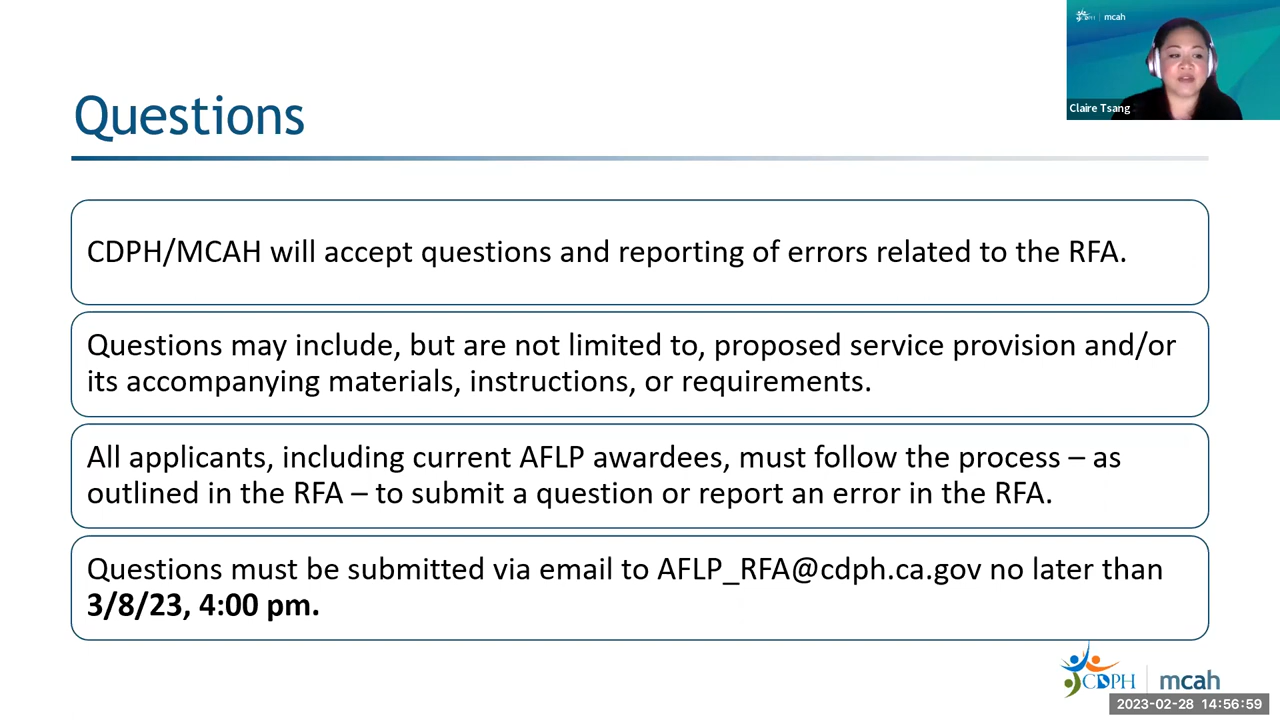 CDPH | mcah
Claire Tsang
Questions
CDPH/MCAH will accept questions and reporting of errors related to the RFA.
Questions may include, but are not limited to, proposed service provision and/or
its accompanying materials, instructions, or requirements.
All applicants, including current AFLP awardees, must follow the process – as
outlined in the RFA – to submit a question or report an error in the RFA.
Questions must be submitted via email to AFLP_RFA@cdph.ca.gov no later than
3/8/23, 4:00 pm.
CDPH | mcah
2023-02-28 14:56:59